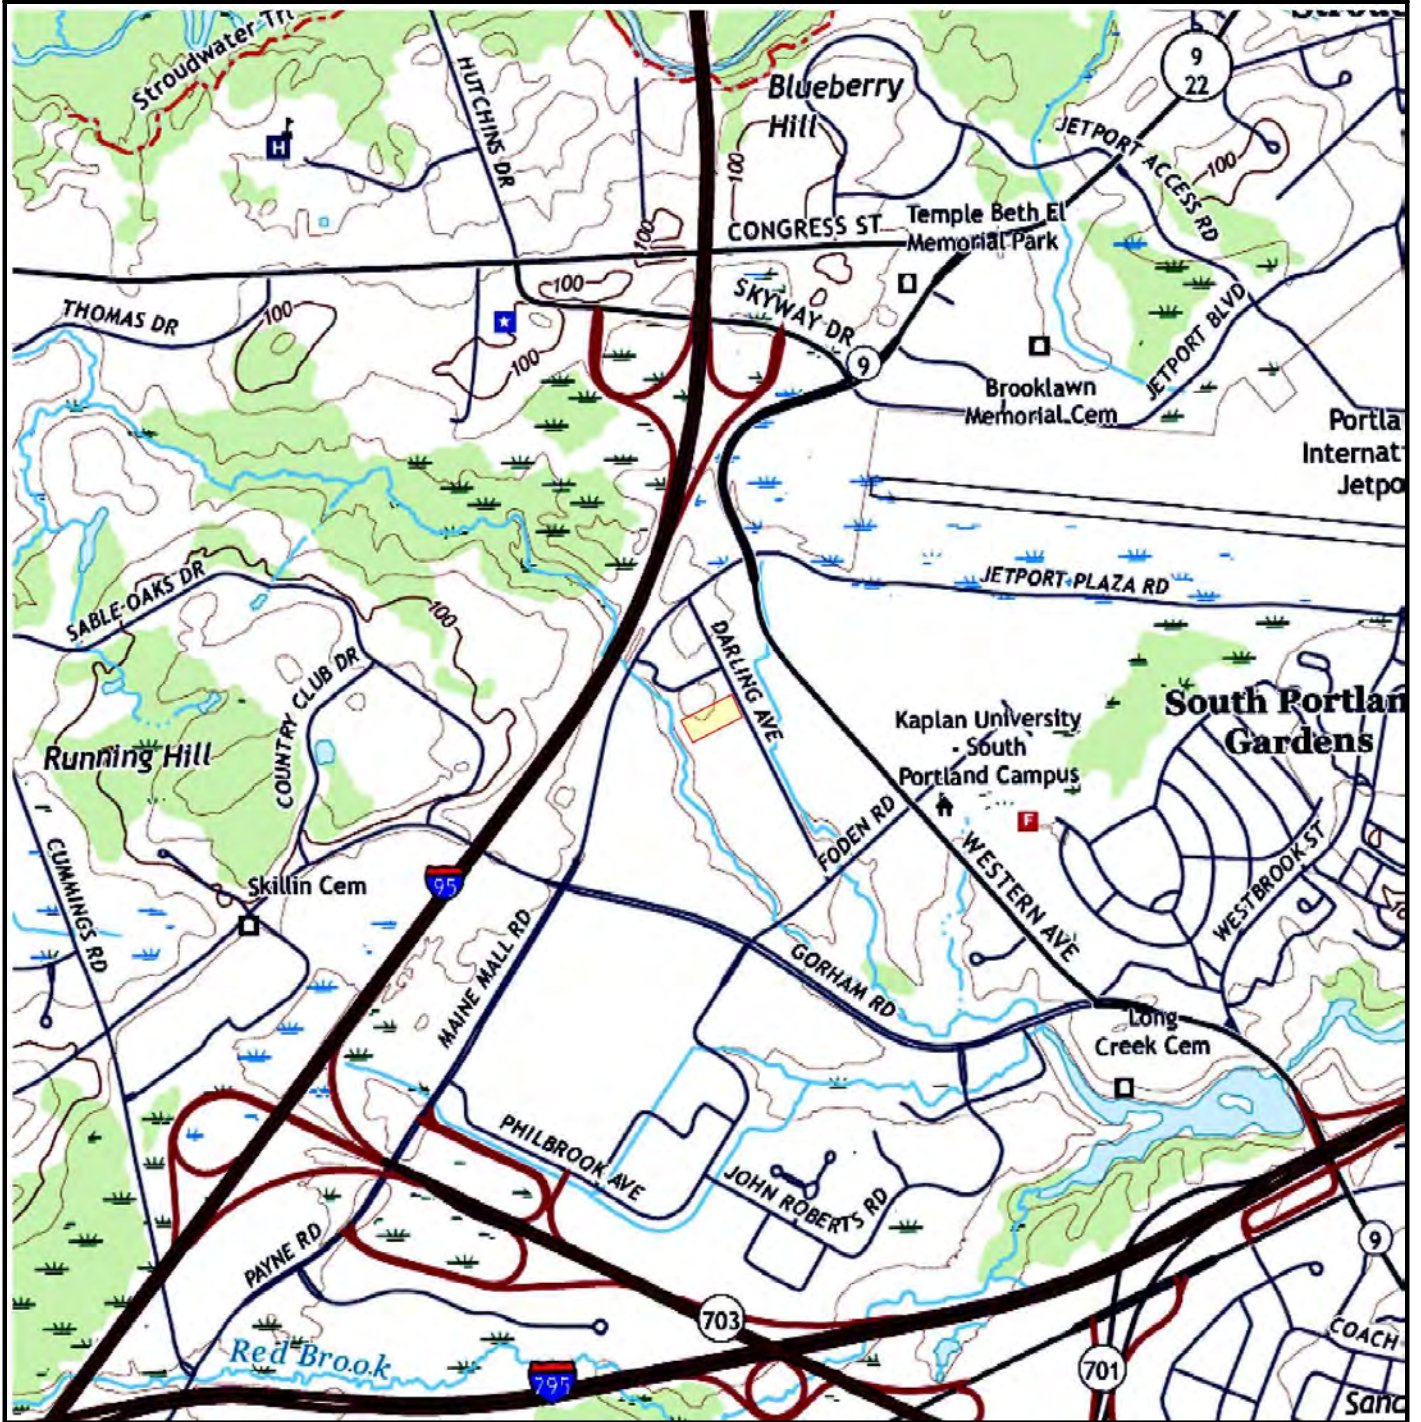 Stroudwater Tr
HUTCHINS DR
Blueberry
Hill
9
22
H
JETPORT ACCESS RD
100
100
100
CONGRESS ST
Temple Beth El
Memorial Park
THOMAS DR
100
100
100
SKYWAY DR
9
JETPORT BLVD
Brooklawn
Memorial Cem
Portla
Internat
Jetpo
SABLE OAKS DR
100
JETPORT PLAZA RD
DARLING AVE
COUNTRY CLUB DR
Running Hill
Kaplan University
South
Portland Campus
South Portlan
Gardens
F
FODEN RD
WESTERN AVE
WESTBROOK ST
CUMMINGS RD
Skillin Cem
95
MAINE MALL RD
GORHAM RD
Long
Creek Cem
PHILBROOK AVE
JOHN ROBERTS RD
PAYNE RD
9
703
Red Brook
795
701
COACH
Sand